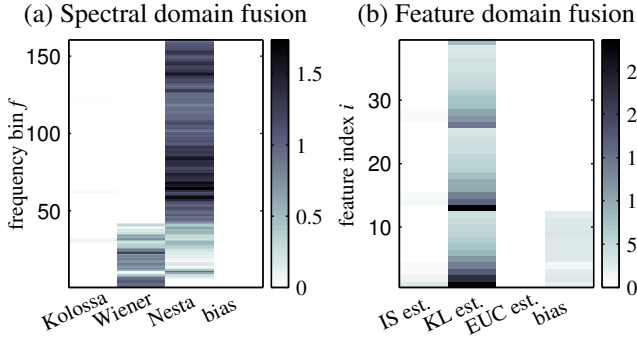 (a) Spectral domain fusion
frequency bin f
150
100
50
Kolossa
Wiener
Nesta
bias
1.5
1
0.5
0
(b) Feature domain fusion
feature index i
30
20
10
IS est.
KL est.
EUC est.
bias
2
2
1
1
5
0